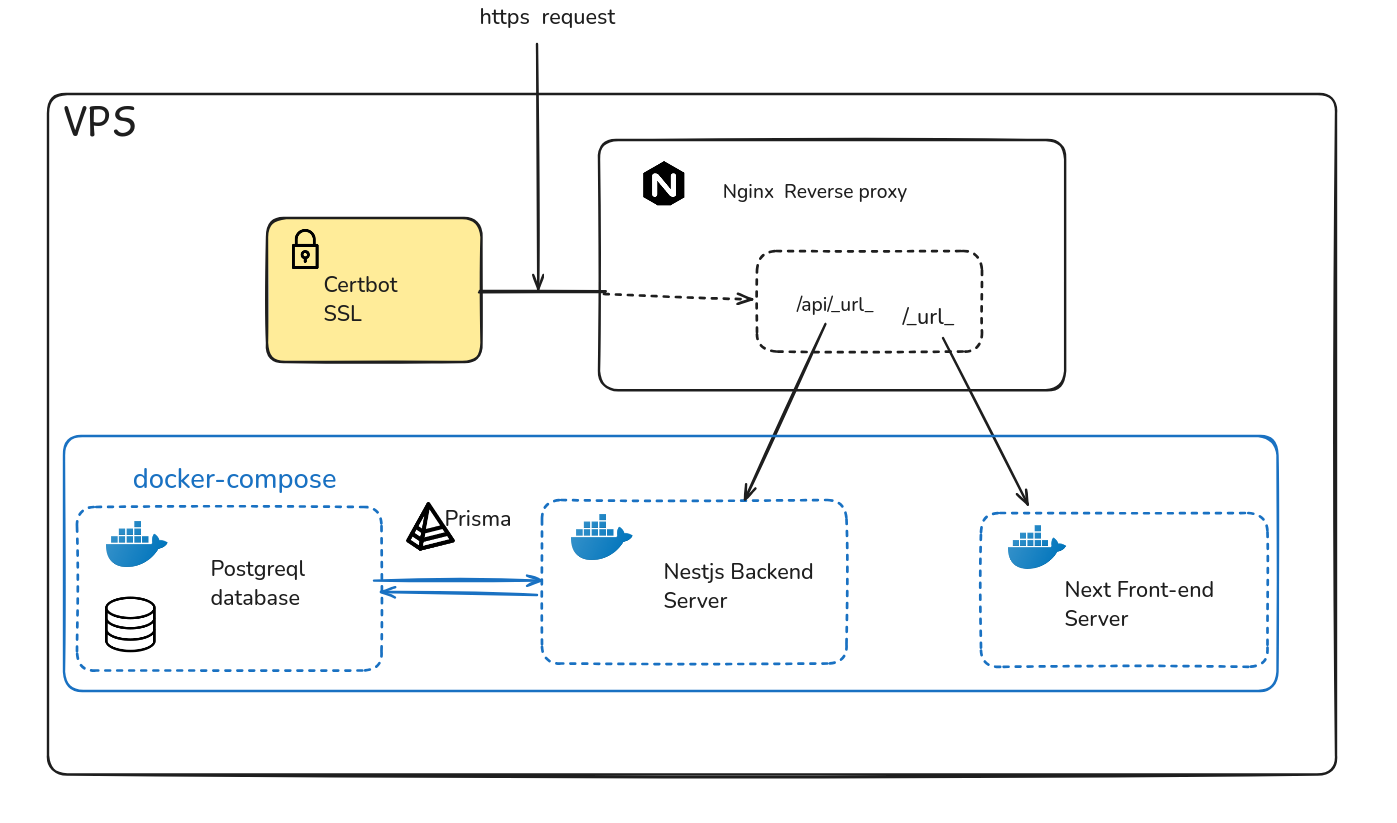 https request
VPS
Nginx Reverse proxy
Certbot
SSL
/api/_url_
/_url_
docker-compose
Prisma
Postgreql
database
Nestjs Backend
Server
Next Front-end
Server